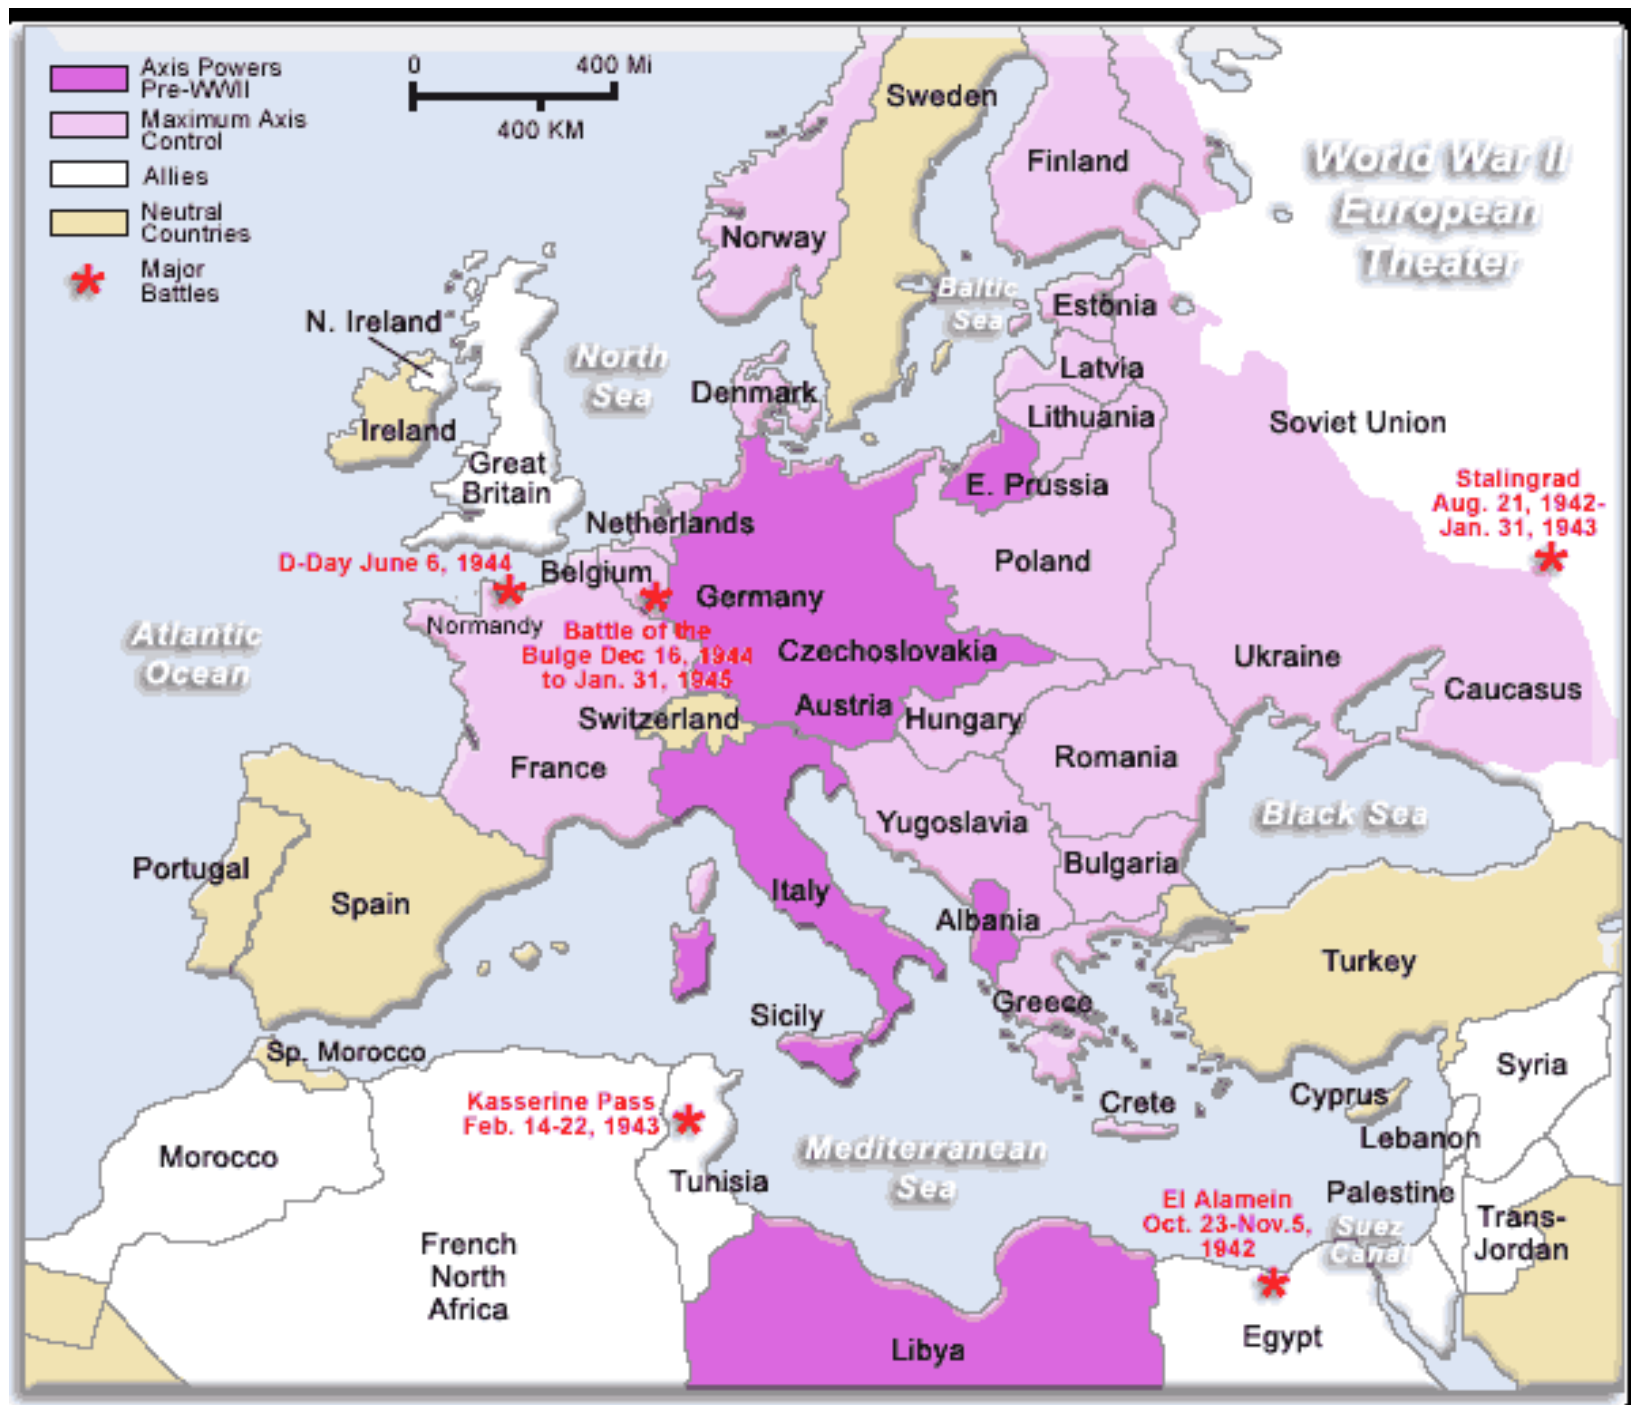 Axis Powers
Pre-WWII
Maximum Axis
Control
Allies
Neutral
Countries
Major
Battles
0 400 Mi
400 KM
World War II
European
Theater
Sweden
Finland
Norway
Baltic
Sea
Estonia
N. Ireland
North
Sea
Latvia
Denmark
Lithuania
Soviet Union
Ireland
Great
Britain
E. Prussia
Stalingrad
Aug. 21, 1942-
Jan. 31, 1943
Netherlands
D-Day June 6, 1944
Belgium
Poland
Germany
Normandy
Battle of the
Bulge Dec 16, 1944
to Jan. 31, 1945
Atlantic
Ocean
Czechoslovakia
Ukraine
Caucasus
Austria
Switzerland
Hungary
France
Romania
Black Sea
Yugoslavia
Portugal
Bulgaria
Spain
Italy
Albania
Turkey
Greece
Sicily
Sp. Morocco
Syria
Cyprus
Crete
Kasserine Pass
Feb. 14-22, 1943
Lebanon
Mediterranean
Sea
Morocco
Tunisia
Palestine
El Alamein
Oct. 23-Nov.5,
1942
Suez
Canal
Trans-
Jordan
French
North
Africa
Egypt
Libya